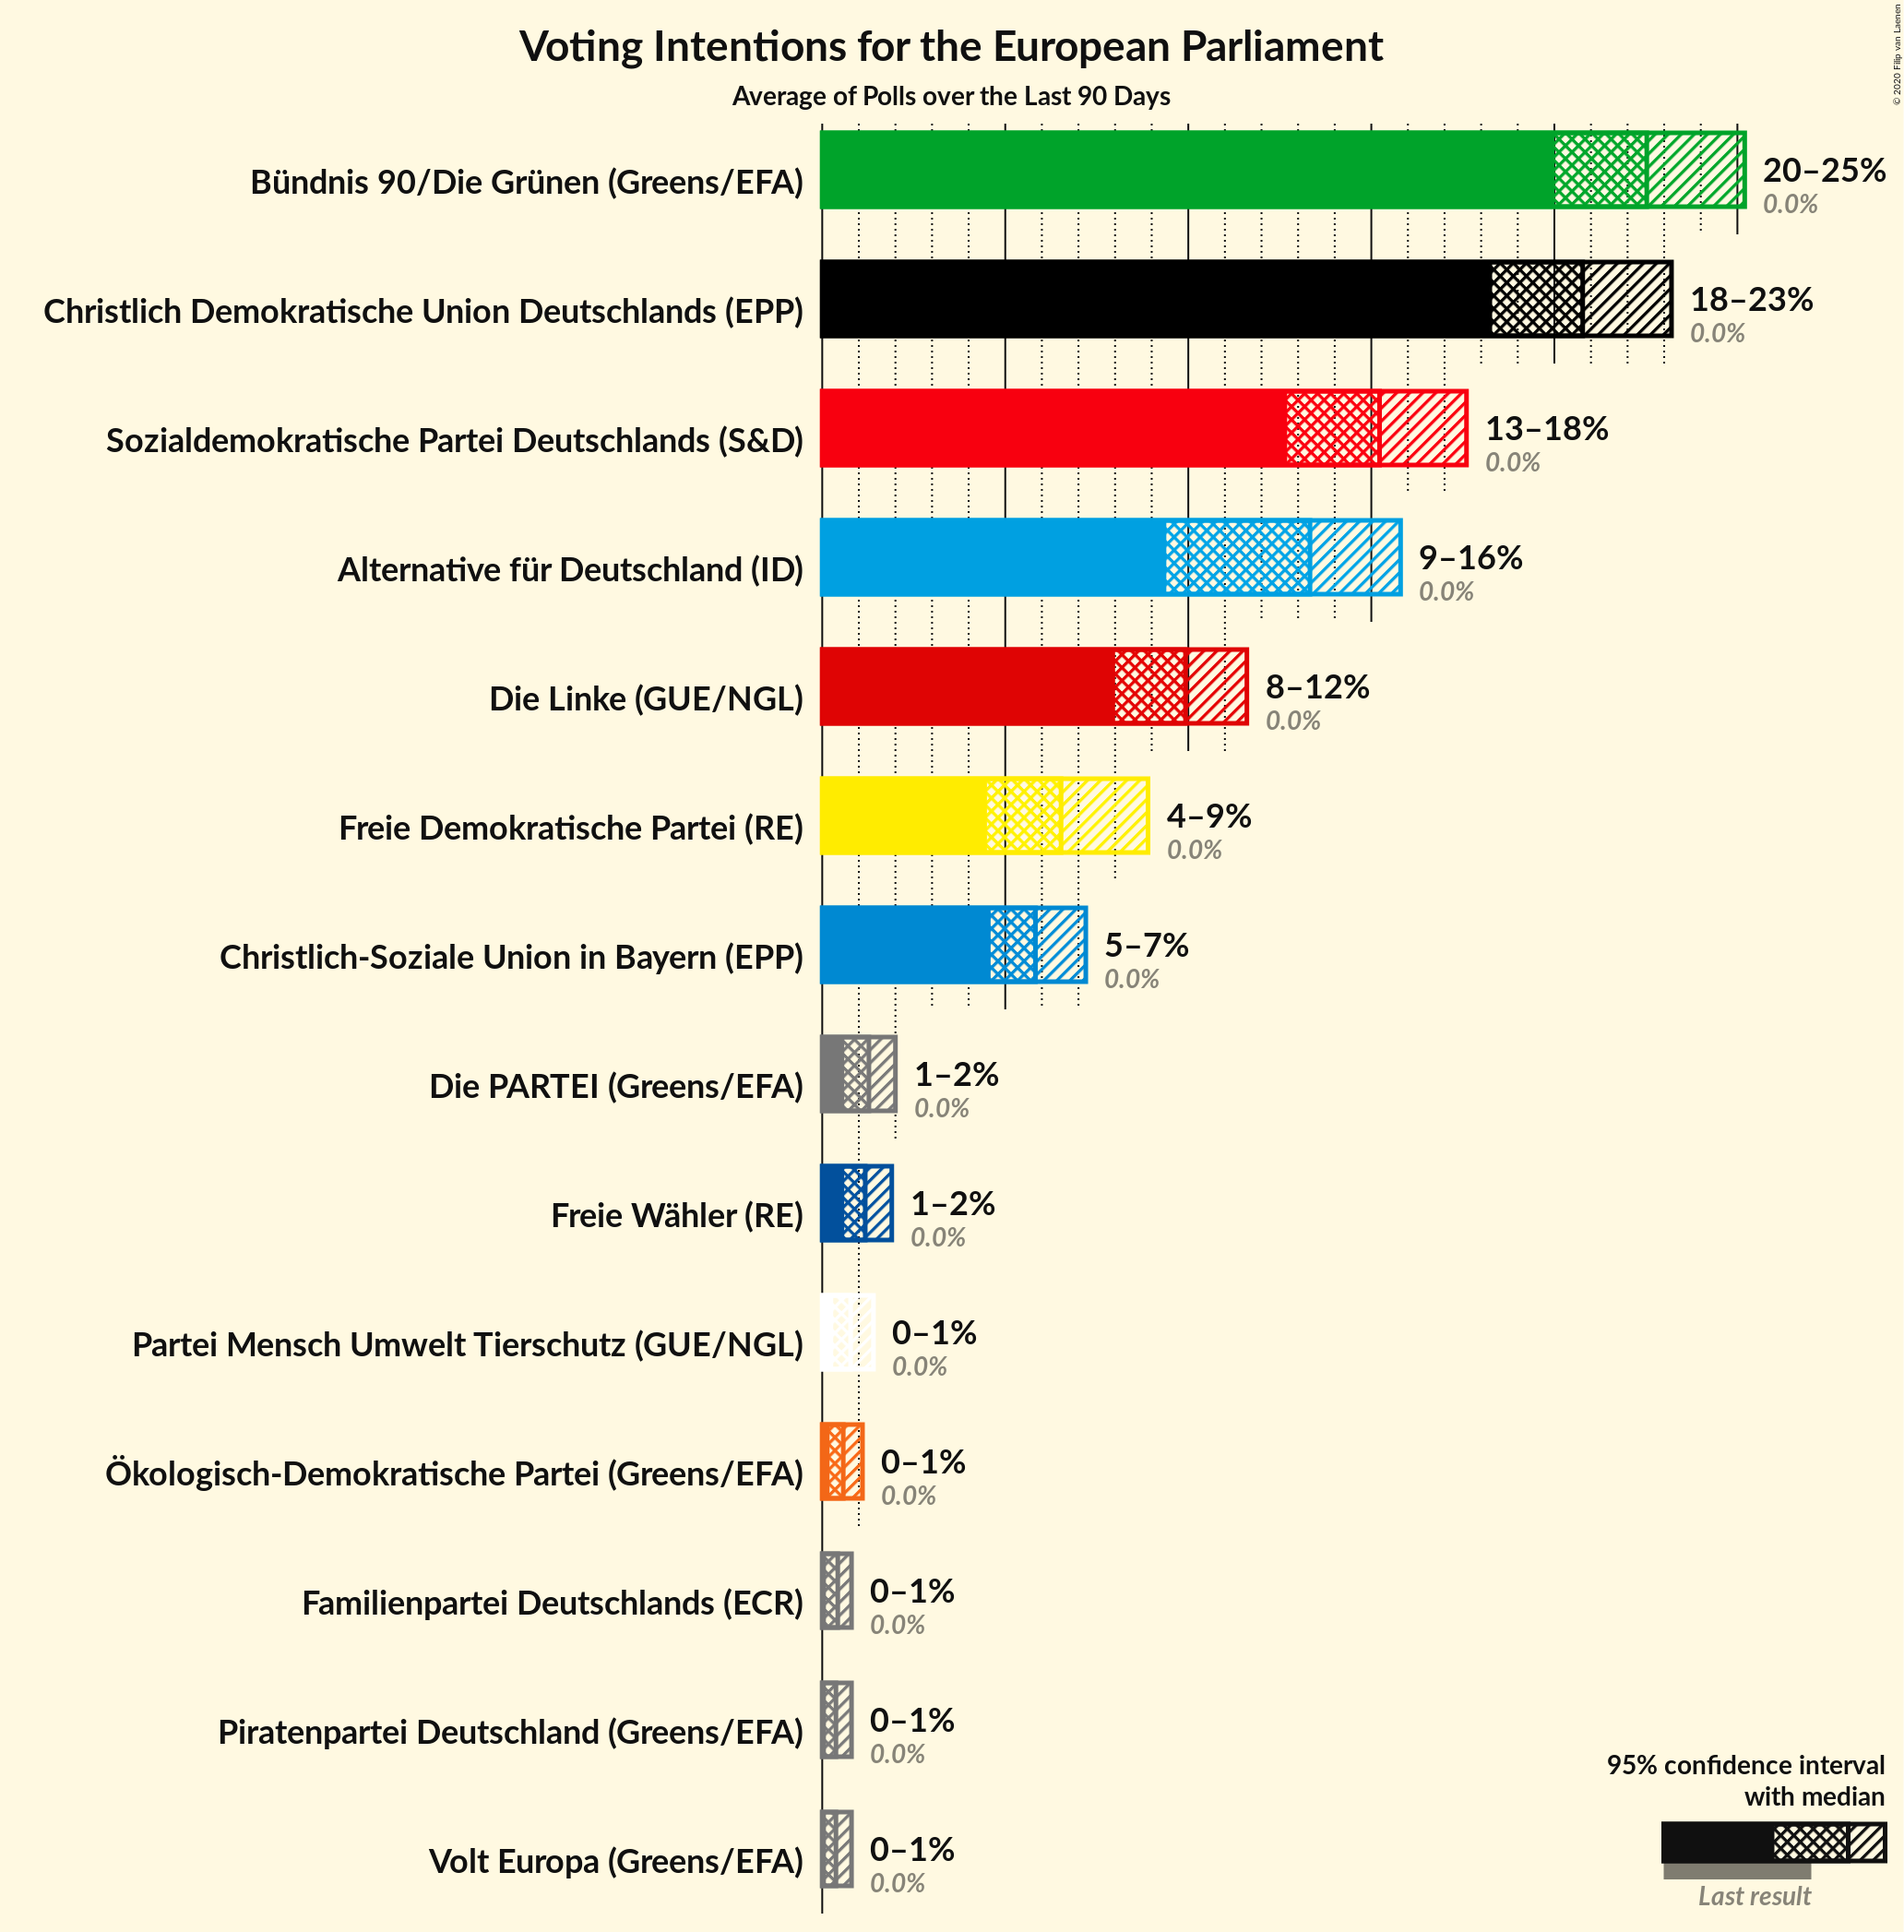 Voting Intentions for the European Parliament
Average of Polls over the Last 90 Days
© 2020 Filip van Laenen
Bündnis 90/Die Grünen (Greens/EFA)
20–25%
0.0%
Christlich Demokratische Union Deutschlands (EPP)
18–23%
0.0%
Sozialdemokratische Partei Deutschlands (S&D)
13–18%
0.0%
Alternative für Deutschland (ID)
9–16%
0.0%
Die Linke (GUE/NGL)
8–12%
0.0%
Freie Demokratische Partei (RE)
4–9%
0.0%
Christlich-Soziale Union in Bayern (EPP)
5–7%
0.0%
Die PARTEI (Greens/EFA)
1–2%
0.0%
Freie Wähler (RE)
1–2%
0.0%
Partei Mensch Umwelt Tierschutz (GUE/NGL)
0–1%
0.0%
Ökologisch-Demokratische Partei (Greens/EFA)
0–1%
0.0%
Familienpartei Deutschlands (ECR)
0–1%
0.0%
Piratenpartei Deutschland (Greens/EFA)
0–1%
0.0%
Volt Europa (Greens/EFA)
0–1%
0.0%
95% confidence interval
with median
Last result